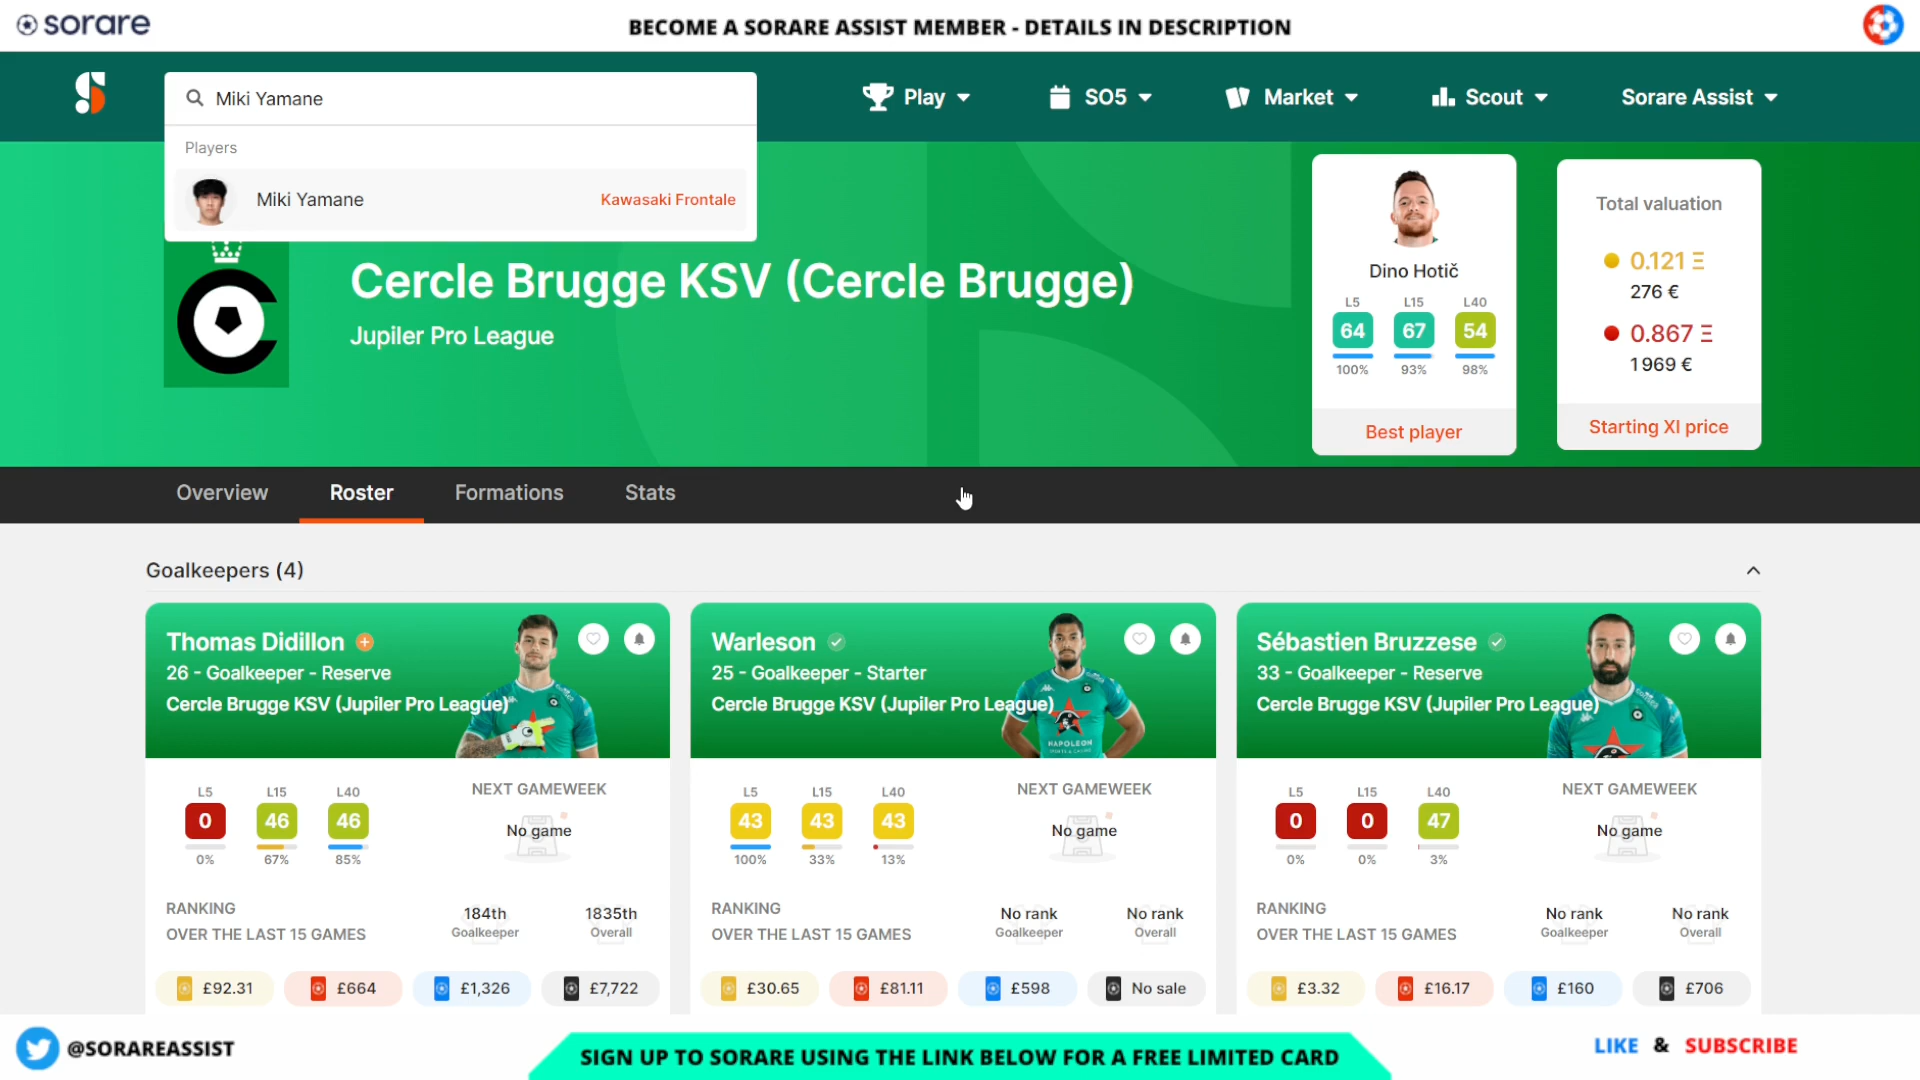 sorare
BECOME A SORARE ASSIST MEMBER - DETAILS IN DESCRIPTION
Miki Yamane
Play
SO5
Market
Scout
Sorare Assist
Players
Miki Yamane
Kawasaki Frontale
Cercle Brugge KSV (Cercle Brugge)
Jupiler Pro League
Dino Hotič
L5 L15 L40
64 67 54
100% 93% 98%
Best player
Total valuation
0.121 Ξ
276 €
0.867 Ξ
1 969 €
Starting XI price
Overview Roster Formations Stats
Goalkeepers (4)
Thomas Didillon
26 - Goalkeeper - Reserve
Cercle Brugge KSV (Jupiler Pro League)
L5 L15 L40
0 46 46
0% 67% 85%
NEXT GAMEWEEK
No game
RANKING
OVER THE LAST 15 GAMES
184th
Goalkeeper
1835th
Overall
£92.31 £664 £1,326 £7,722
Warleson
25 - Goalkeeper - Starter
Cercle Brugge KSV (Jupiler Pro League)
NAPOLEON
L5 L15 L40
43 43 43
100% 33% 13%
NEXT GAMEWEEK
No game
RANKING
OVER THE LAST 15 GAMES
No rank
Goalkeeper
No rank
Overall
£30.65 £81.11 £598 No sale
Sébastien Bruzzese
33 - Goalkeeper - Reserve
Cercle Brugge KSV (Jupiler Pro League)
L5 L15 L40
0 0 47
0% 0% 3%
NEXT GAMEWEEK
No game
RANKING
OVER THE LAST 15 GAMES
No rank
Goalkeeper
No rank
Overall
£3.32 £16.17 £160 £706
@SORAREASSIST
SIGN UP TO SORARE USING THE LINK BELOW FOR A FREE LIMITED CARD
LIKE & SUBSCRIBE